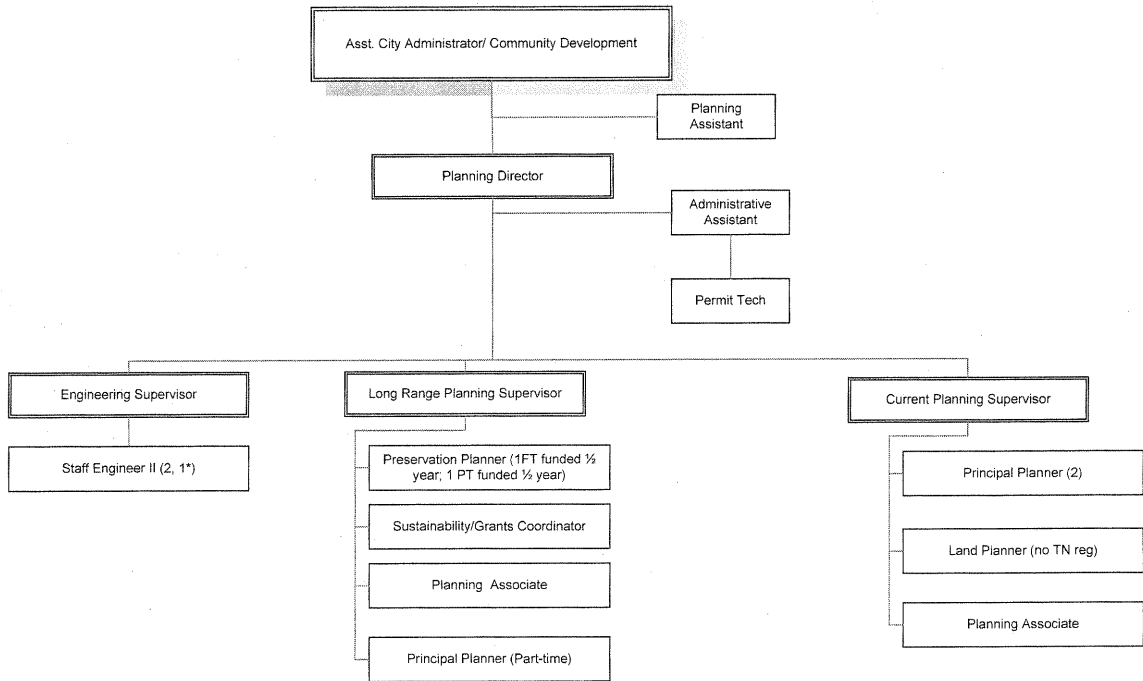 Asst. City Administrator/ Community Development
Planning
Assistant
Planning Director
Administrative
Assistant
Permit Tech
Engineering Supervisor
Staff Engineer II (2, 1*)
Long Range Planning Supervisor
Preservation Planner (1FT funded ½
year; 1 PT funded ½ year)
Sustainability/Grants Coordinator
Planning Associate
Principal Planner (Part-time)
Current Planning Supervisor
Principal Planner (2)
Land Planner (no TN reg)
Planning Associate